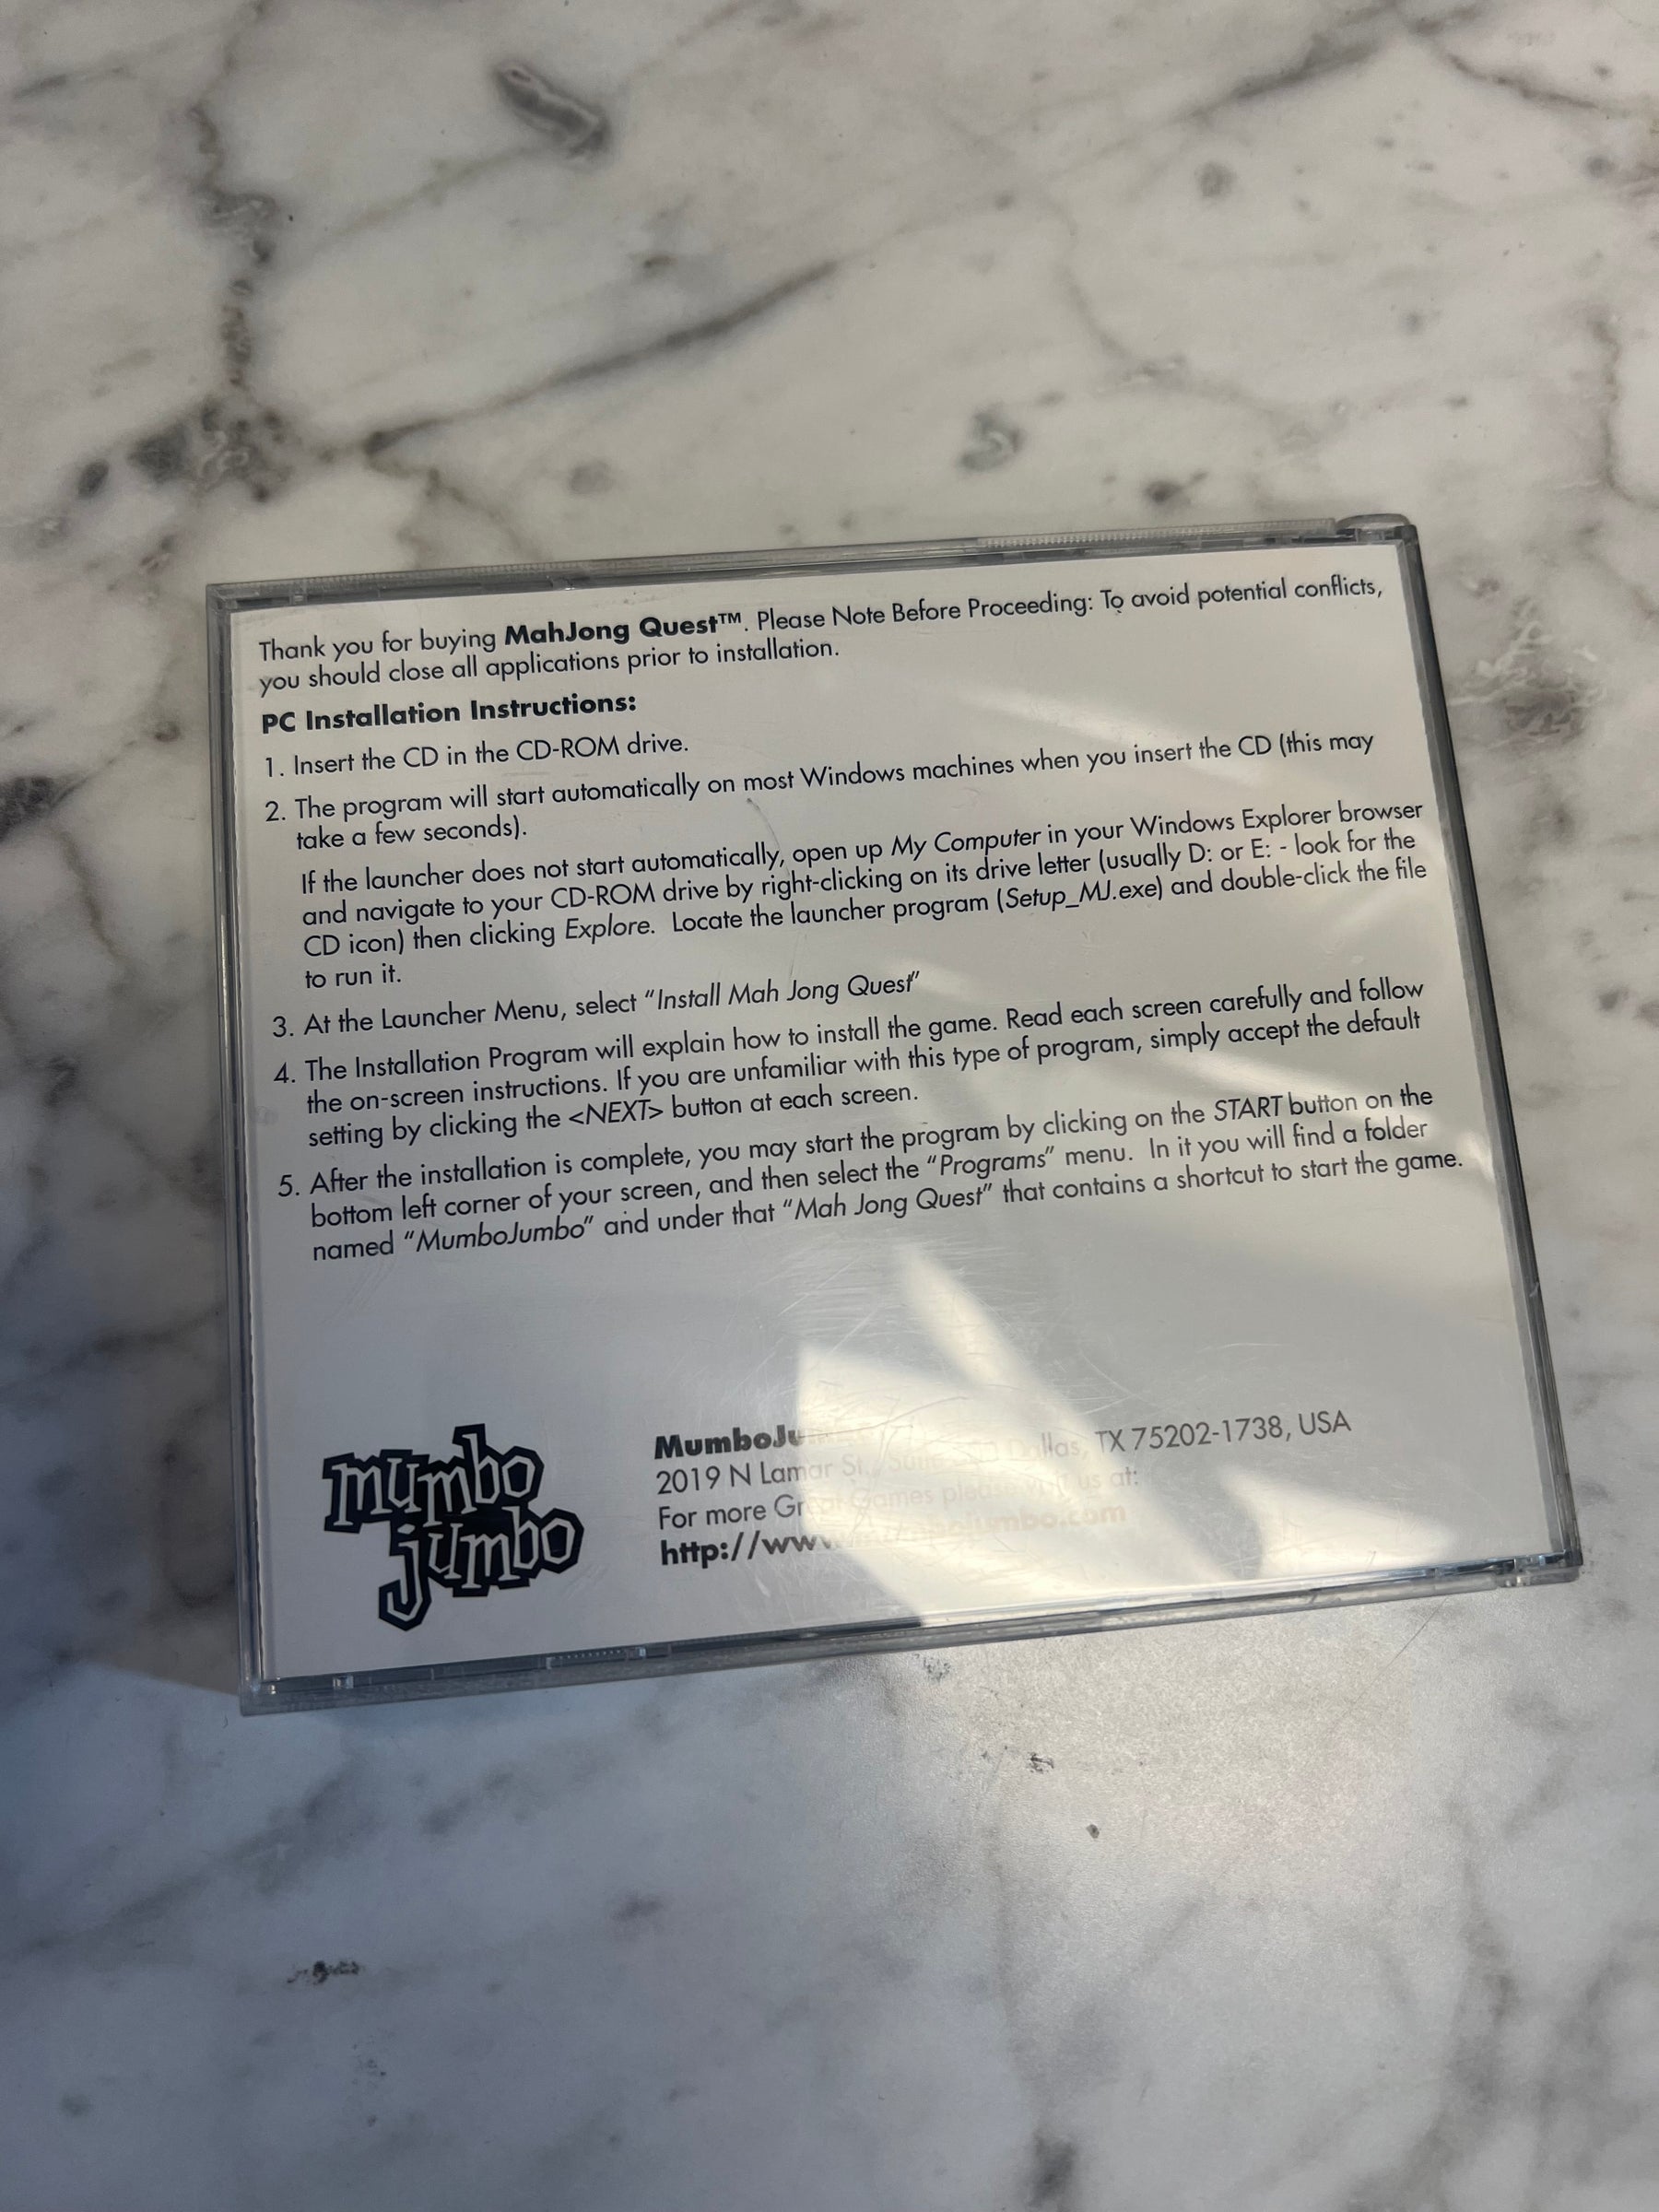 Thank you for buying MahJong Quest™. Please Note Before Proceeding: To avoid potential conflicts,
you should close all applications prior to installation.
PC Installation Instructions:
1. Insert the CD in the CD-ROM drive.
2. The program will start automatically on most Windows machines when you insert the CD (this may
take a few seconds).
If the launcher does not start automatically, open up My Computer in your Windows Explorer browser
and navigate to your CD-ROM drive by right-clicking on its drive letter (usually D: or E: - look for the
CD icon) then clicking Explore. Locate the launcher program (Setup_MJ.exe) and double-click the file
to run it.
3. At the Launcher Menu, select “Install Mah Jong Quest”
4. The Installation Program will explain how to install the game. Read each screen carefully and follow
the on-screen instructions. If you are unfamiliar with this type of program, simply accept the default
setting by clicking the <NEXT> button at each screen.
5. After the installation is complete, you may start the program by clicking on the START button on the
bottom left corner of your screen, and then select the “Programs” menu. In it you will find a folder
named “MumboJumbo” and under that “Mah Jong Quest” that contains a shortcut to start the game.
mumbo
jumbo
2019 N Lamar St., Dallas, TX 75202-1738, USA
For more Great Games please visit us at: